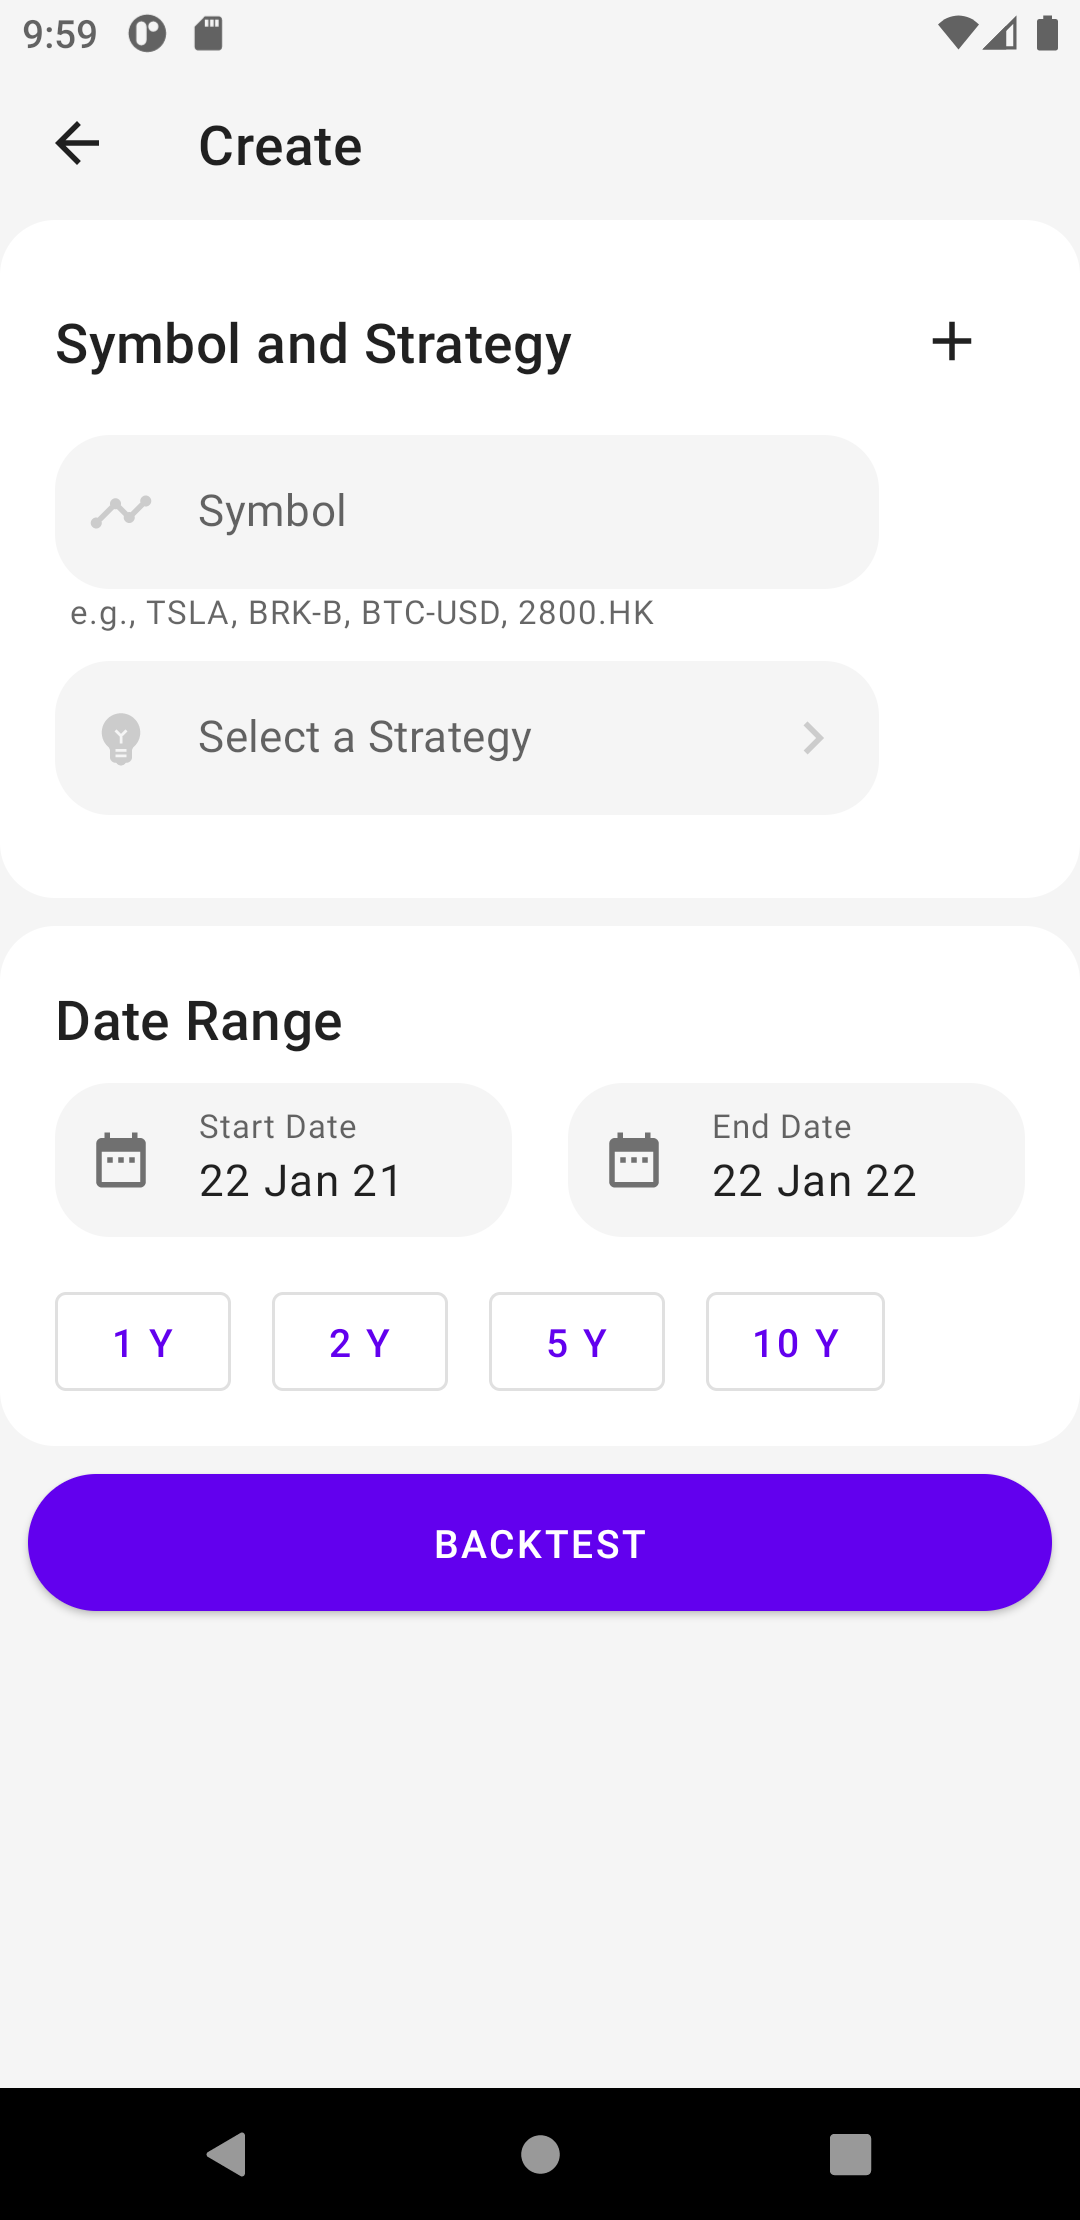 9:59
Create
Symbol and Strategy
Symbol
e.g., TSLA, BRK-B, BTC-USD, 2800.HK
Select a Strategy
Date Range
Start Date
22 Jan 21
End Date
22 Jan 22
1 Y
2 Y
5 Y
10 Y
BACKTEST